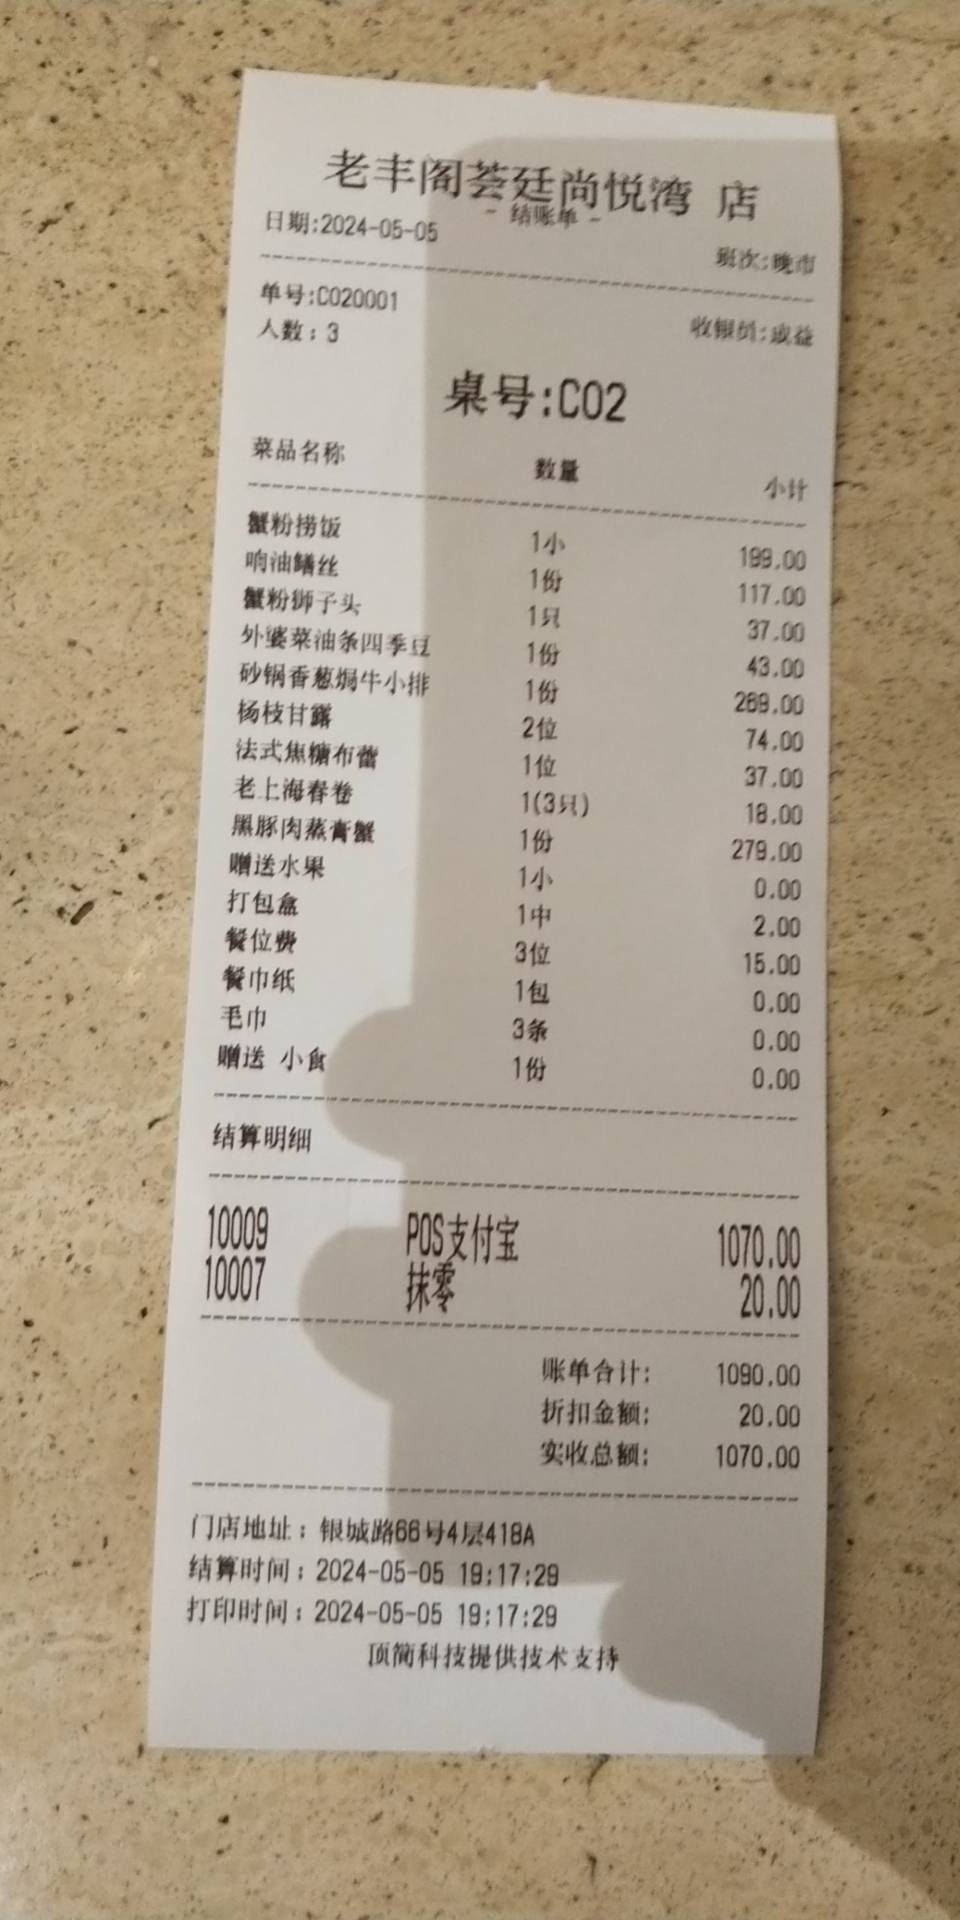 老丰阁荟廷尚悦湾 店
- 结账单 -
日期:2024-05-05 班次:晚市
单号:C020001
人数：3 收银员:
桌号:C02
菜品名称 数量 小计
蟹粉捞饭 1小 199.00
响油鳝丝 1份 117.00
蟹粉狮子头 1只 37.00
外婆菜油条四季豆 1份 43.00
砂锅香葱焗牛小排 1份 269.00
杨枝甘露 2位 74.00
法式焦糖布蕾 1位 37.00
老上海春卷 1(3只) 18.00
黑豚肉蒸膏蟹 1份 279.00
赠送水果 1小 0.00
打包盒 1中 2.00
餐位费 3位 15.00
餐巾纸 1包 0.00
毛巾 3条 0.00
赠送 小食 1份 0.00
结算明细
10009 POS支付宝 1070.00
10007 抹零 20.00
账单合计: 1090.00
折扣金额: 20.00
实收总额: 1070.00
门店地址：银城路66号4层418A
结算时间：2024-05-05 19:17:29
打印时间：2024-05-05 19:17:29
顶简科技提供技术支持